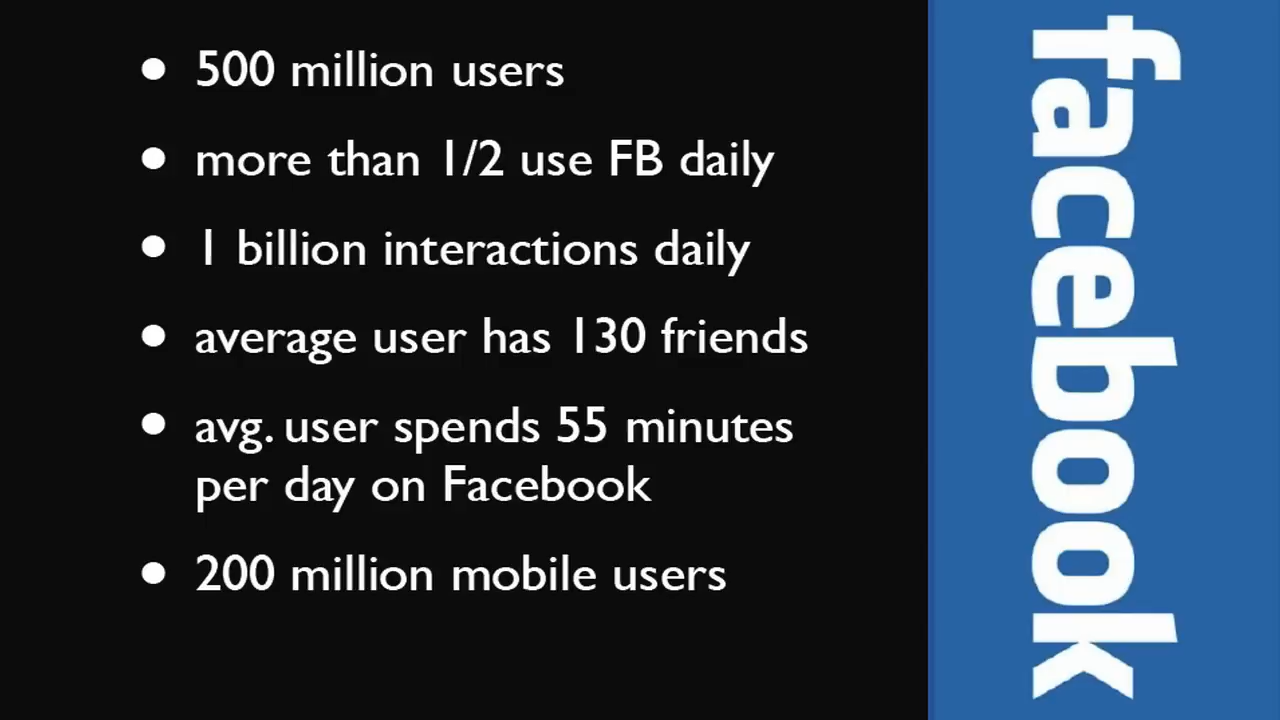 • 500 million users
• more than 1/2 use FB daily
• 1 billion interactions daily
• average user has 130 friends
• avg. user spends 55 minutes
per day on Facebook
• 200 million mobile users
facebook